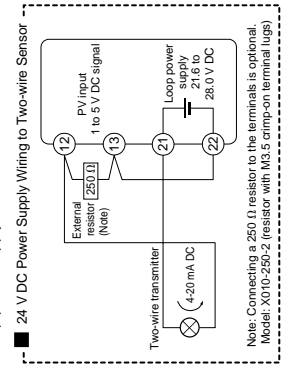 ■ 24 V DC Power Supply Wiring to Two-wire Sensor
PV input
1 to 5 V DC signal
Loop power
supply
21.6 to
28.0 V DC
12
13
21
22
250 Ω
External
resistor
(Note)
Two-wire transmitter
4-20 mA DC
Note: Connecting a 250 Ω resistor to the terminals is optional.
Model: X010-250-2 (resistor with M3.5 crimp-on terminal lugs)